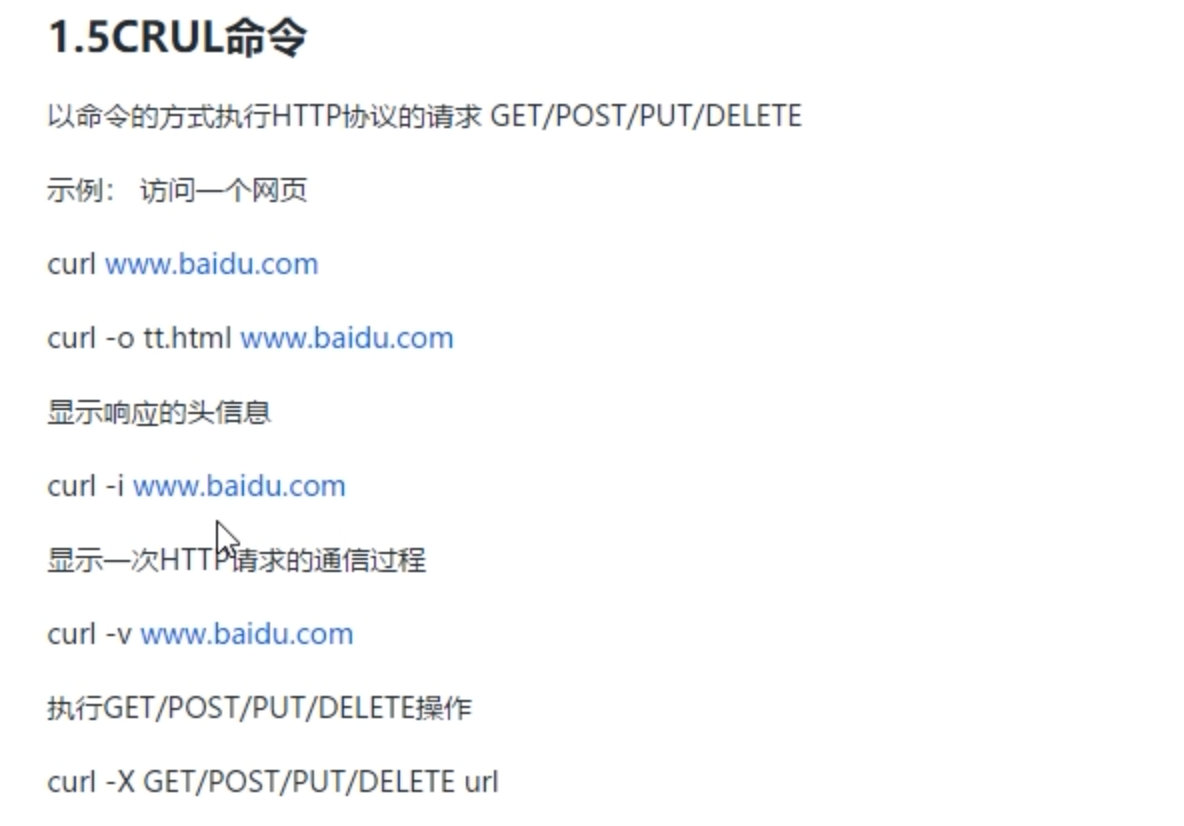 1.5CRUL命令
以命令的方式执行HTTP协议的请求 GET/POST/PUT/DELETE
示例： 访问一个网页
curl www.baidu.com
curl -o tt.html www.baidu.com
显示响应的头信息
curl -i www.baidu.com
显示一次HTTP请求的通信过程
curl -v www.baidu.com
执行GET/POST/PUT/DELETE操作
curl -X GET/POST/PUT/DELETE url